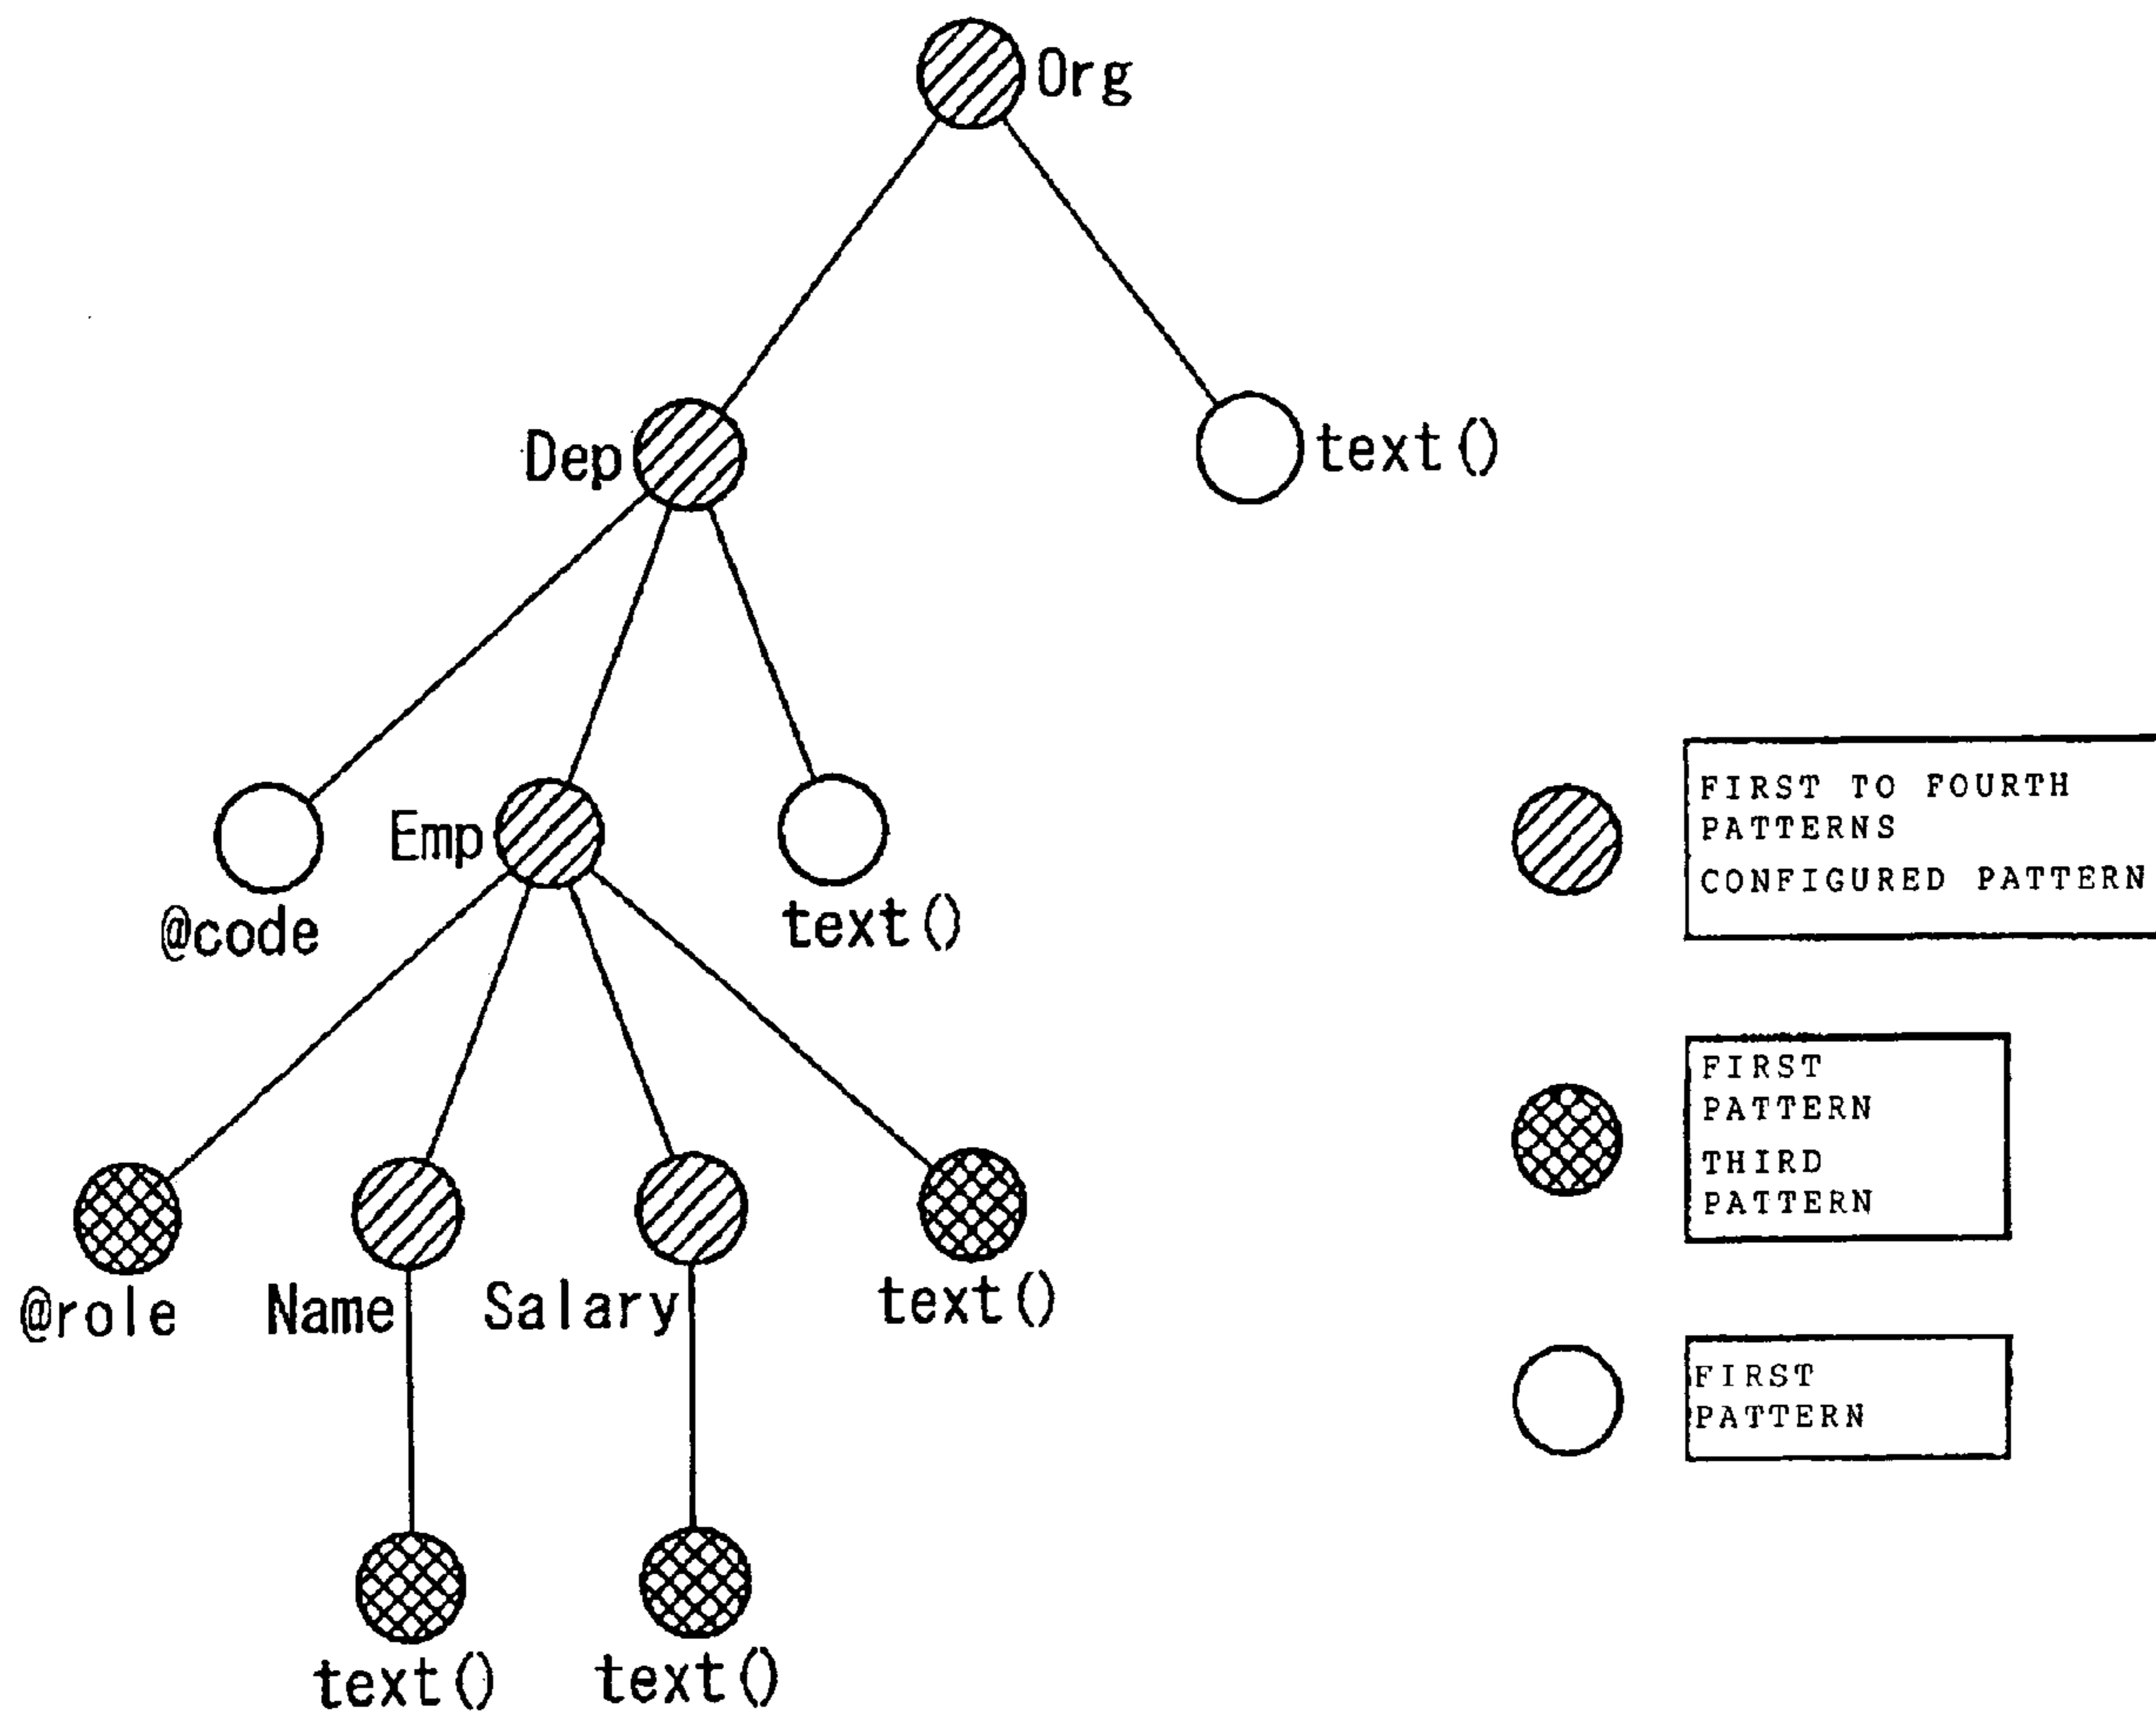 Org
Dep
text()
Emp
@code
text()
@role
Name
Salary
text()
text()
text()
FIRST TO FOURTH
PATTERNS
CONFIGURED PATTERN
FIRST
PATTERN
THIRD
PATTERN
FIRST
PATTERN